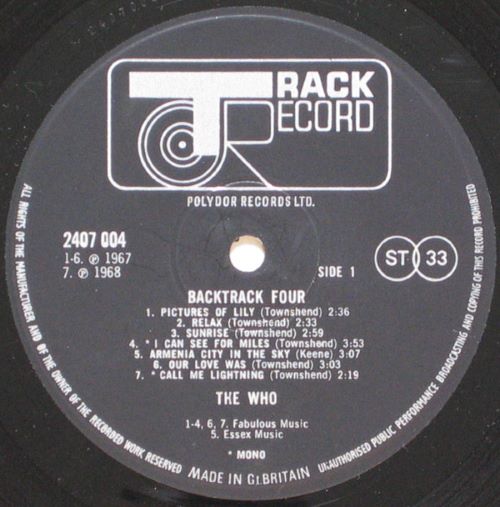 TRACK
RECORD
POLYDOR RECORDS LTD.
2407 004
1-6. ℗ 1967
7. ℗ 1968
SIDE 1
ST 33
BACKTRACK FOUR
1. PICTURES OF LILY (Townshend) 2:36
2. RELAX (Townshend) 2:33
3. SUNRISE (Townshend) 2:59
4. * I CAN SEE FOR MILES (Townshend) 3:53
5. ARMENIA CITY IN THE SKY (Keene) 3:07
6. OUR LOVE WAS (Townshend) 3:03
7. * CALL ME LIGHTNING (Townshend) 2:19
THE WHO
1-4, 6, 7. Fabulous Music
5. Essex Music
* MONO
ALL RIGHTS OF THE MANUFACTURER AND OF THE OWNER OF THE RECORDED WORK RESERVED
MADE IN Gt.BRITAIN
UNAUTHORISED PUBLIC PERFORMANCE BROADCASTING AND COPYING OF THIS RECORD PROHIBITED